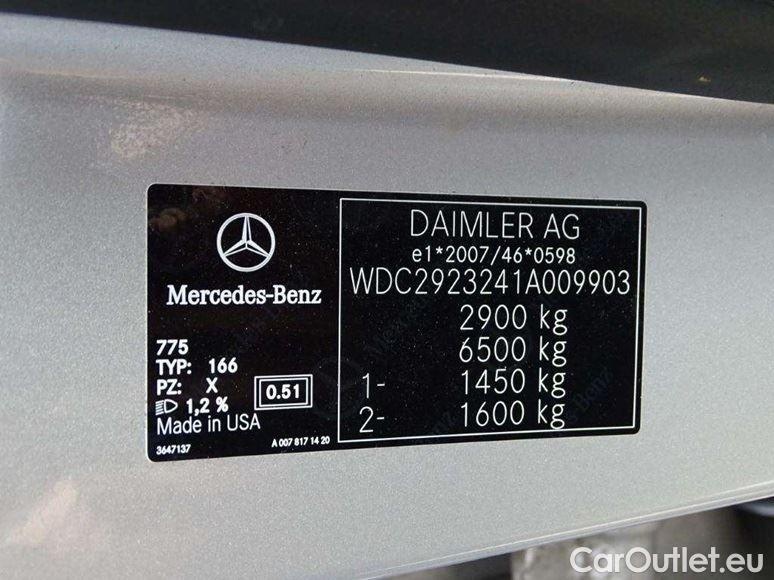 Mercedes-Benz
775
TYP: 166
PZ: X
1,2 %
0.51
Made in USA
3647137
A 007 817 14 20
DAIMLER AG
e1*2007/46*0598
WDC2923241A009903
2900 kg
6500 kg
1- 1450 kg
2- 1600 kg
CarOutlet.eu